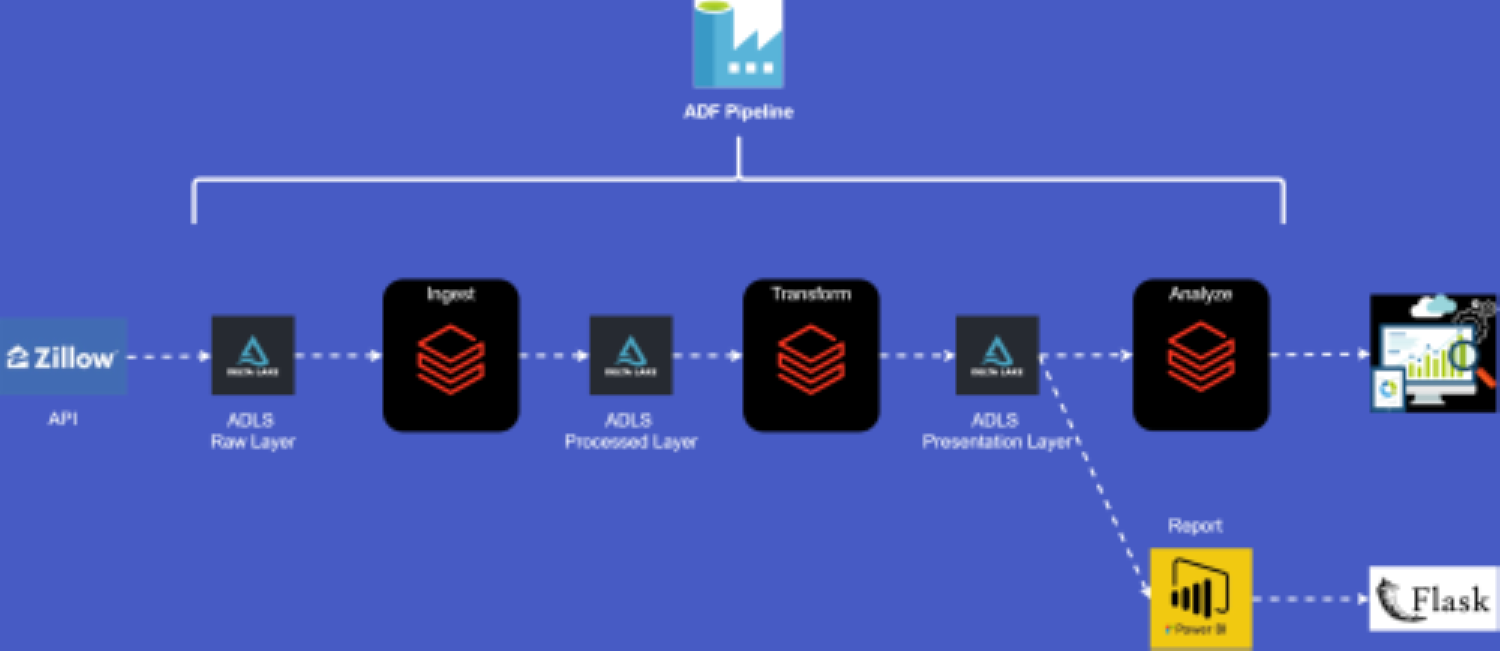 ADF Pipeline
Ingest
Transform
Analyze
Zillow
DELTA LAKE
DELTA LAKE
DELTA LAKE
API
ADLS
Raw Layer
ADLS
Processed Layer
ADLS
Presentation Layer
Report
Power BI
Flask